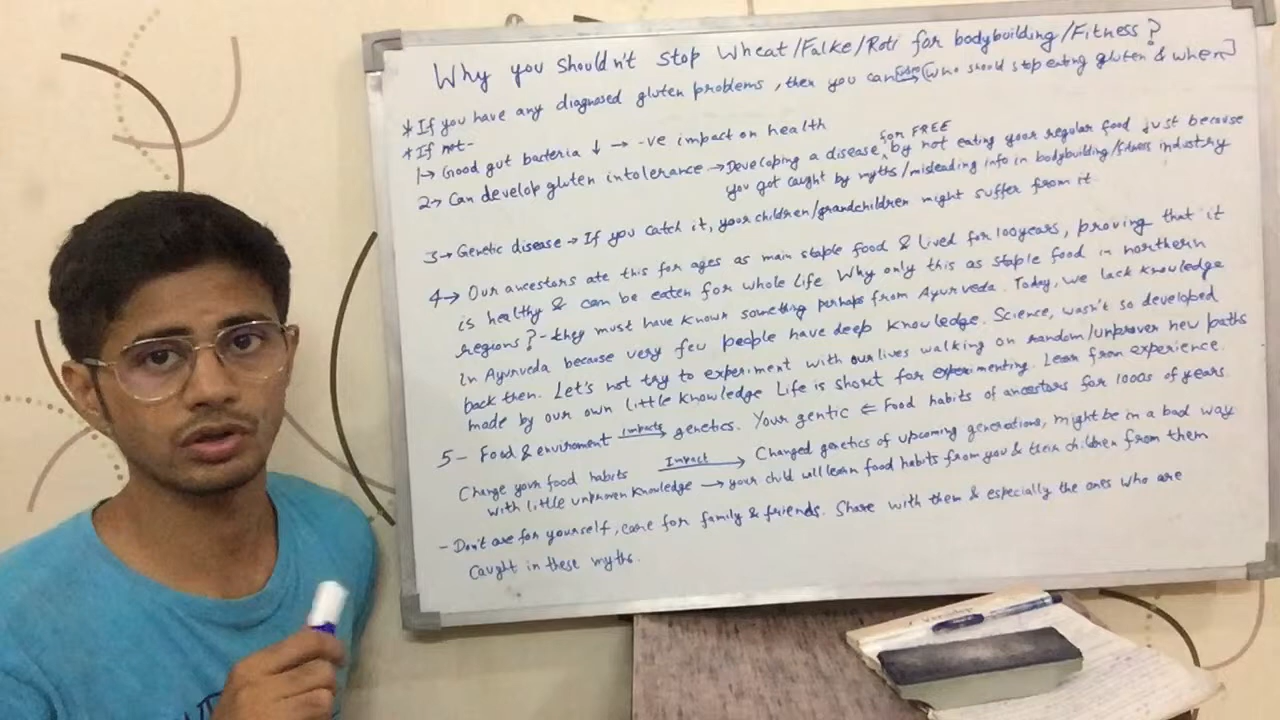 Why you shouldn't stop Wheat/Falke/Roti for bodybuilding/Fitness?
* If you have any diagnosed gluten problems, then you can [who should stop eating gluten & when]
* If not-
1→ Good gut bacteria ↓ → -ve impact on health
2→ Can develop gluten intolerance → Developing a disease for FREE by not eating your regular food just because
you got caught by myths/misleading info in bodybuilding/fitness industry
3→ Genetic disease → If you catch it, your children/grandchildren might suffer from it
4→ Our ancestors ate this for ages as main staple food & lived for 100years, proving that it
is healthy & can be eaten for whole life. Why only this as staple food in northern
regions? - they must have known something perhaps from Ayurveda. Today, we lack knowledge
in Ayurveda because very few people have deep knowledge. Science, wasn't so developed
back then. Let's not try to experiment with our lives walking on random/unproven new paths
made by our own little knowledge Life is short for experimenting. Learn from experience.
5- Food & enviroment impacts→ genetics. Your gentic ⇐ Food habits of ancestors for 1000s of years.
Change your food habits Impact→ Changed genetics of upcoming generations, might be in a bad way
with little unproven knowledge → your child will learn food habits from you & their children from them
- Don't care for yourself, care for family & friends. Share with them & especially the ones who are
caught in these myths.